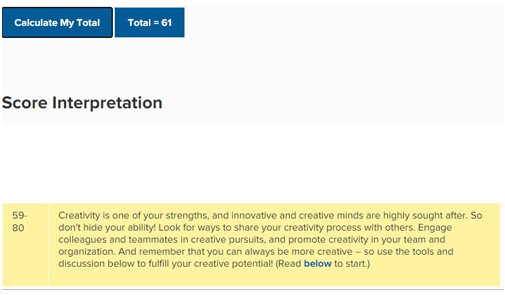 Calculate My Total
Total = 61
Score Interpretation
59-
80
Creativity is one of your strengths, and innovative and creative minds are highly sought after. So
don't hide your ability! Look for ways to share your creativity process with others. Engage
colleagues and teammates in creative pursuits, and promote creativity in your team and
organization. And remember that you can always be more creative – so use the tools and
discussion below to fulfill your creative potential! (Read below to start.)